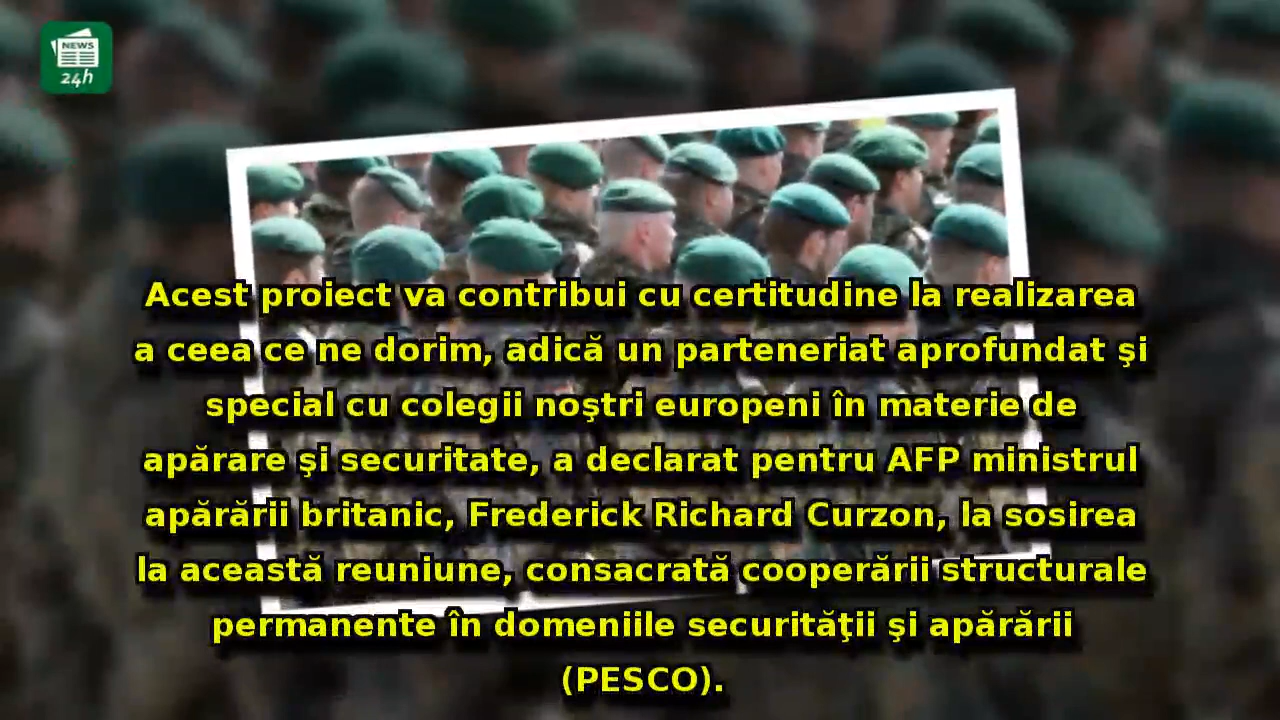 NEWS
24h
Acest proiect va contribui cu certitudine la realizarea
a ceea ce ne dorim, adică un parteneriat aprofundat şi
special cu colegii noştri europeni în materie de
apărare şi securitate, a declarat pentru AFP ministrul
apărării britanic, Frederick Richard Curzon, la sosirea
la această reuniune, consacrată cooperării structurale
permanente în domeniile securităţii şi apărării
(PESCO).